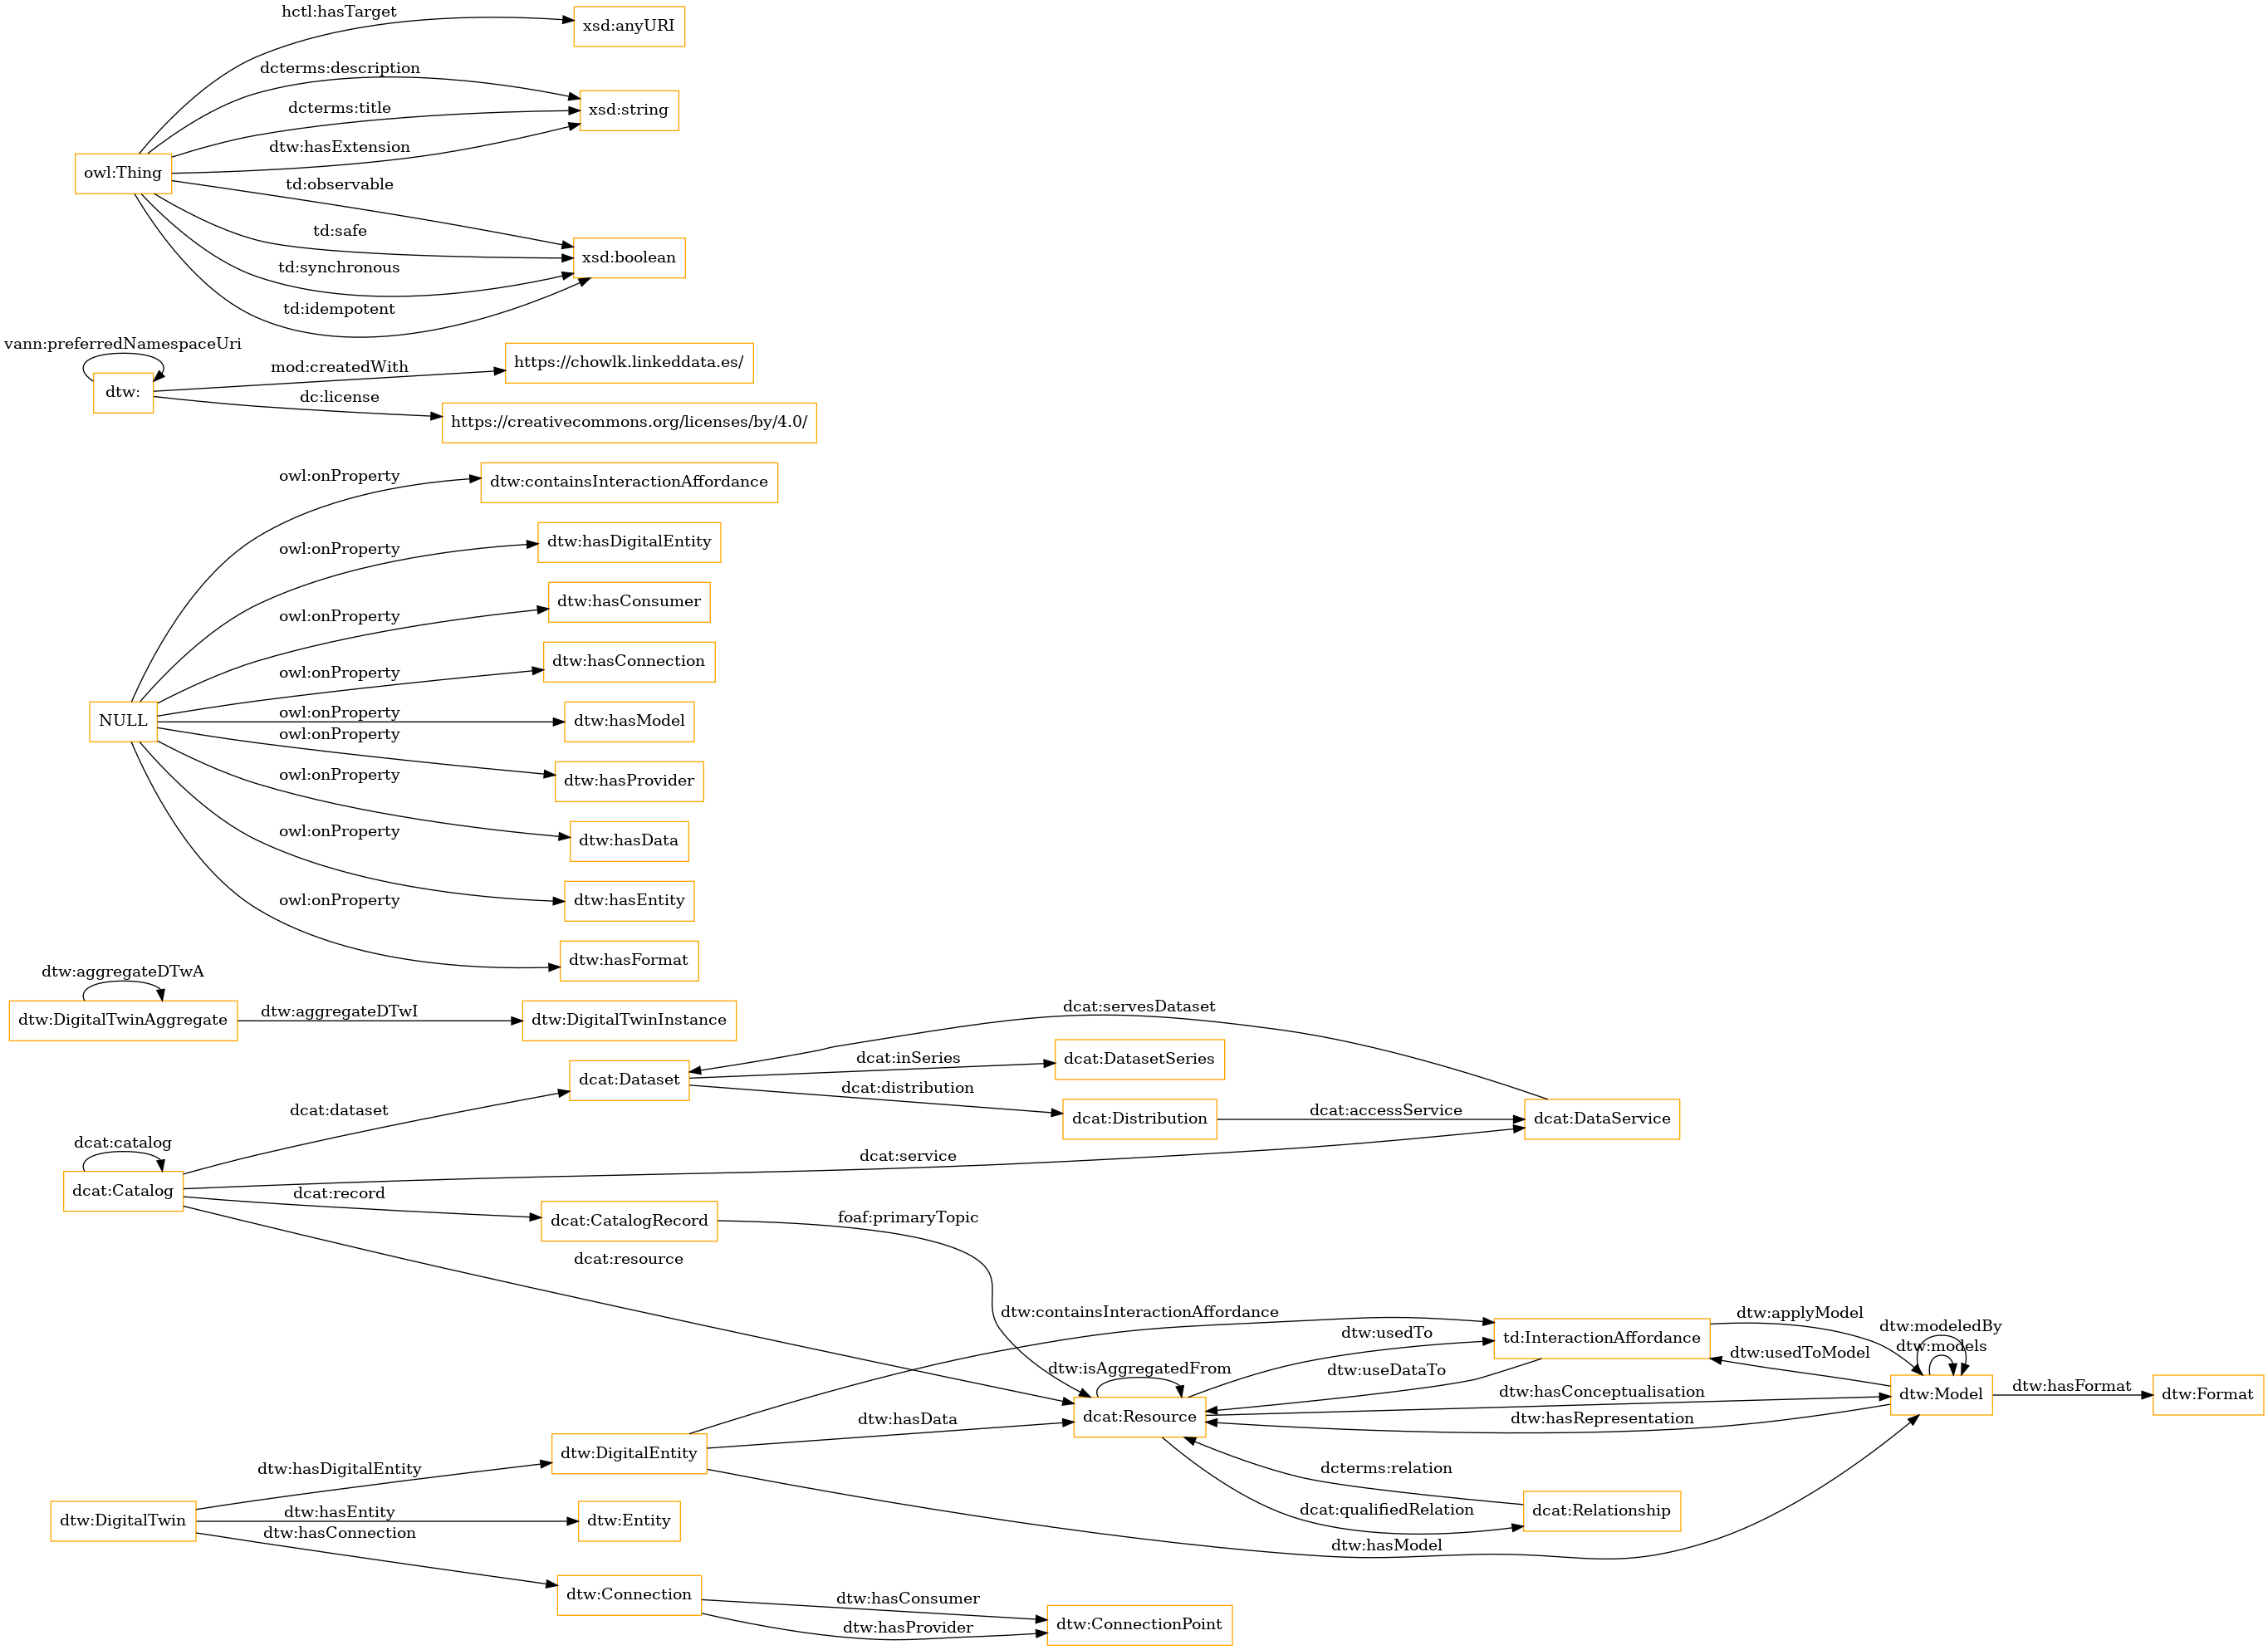 hctl:hasTarget
xsd:anyURI
dcterms:description
dcterms:title
xsd:string
dtw:hasExtension
owl:Thing
td:observable
td:safe
xsd:boolean
td:synchronous
td:idempotent
vann:preferredNamespaceUri
dtw:
mod:createdWith
https://chowlk.linkeddata.es/
dc:license
https://creativecommons.org/licenses/by/4.0/
owl:onProperty
dtw:containsInteractionAffordance
owl:onProperty
dtw:hasDigitalEntity
owl:onProperty
dtw:hasConsumer
owl:onProperty
dtw:hasConnection
NULL
owl:onProperty
dtw:hasModel
owl:onProperty
dtw:hasProvider
owl:onProperty
dtw:hasData
owl:onProperty
dtw:hasEntity
owl:onProperty
dtw:hasFormat
dtw:aggregateDTwA
dtw:DigitalTwinAggregate
dtw:aggregateDTwI
dtw:DigitalTwinInstance
dcat:servesDataset
dcat:Dataset
dcat:inSeries
dcat:DatasetSeries
dcat:dataset
dcat:distribution
dcat:Distribution
dcat:accessService
dcat:DataService
dcat:catalog
dcat:Catalog
dcat:service
dcat:record
dcat:CatalogRecord
foaf:primaryTopic
dcat:resource
dtw:containsInteractionAffordance
dtw:usedTo
td:InteractionAffordance
dtw:applyModel
dtw:modeledBy
dtw:models
dtw:usedToModel
dtw:isAggregatedFrom
dtw:useDataTo
dcat:Resource
dtw:hasConceptualisation
dtw:hasRepresentation
dtw:Model
dtw:hasFormat
dtw:Format
dtw:hasData
dtw:DigitalEntity
dtw:hasDigitalEntity
dcterms:relation
dcat:qualifiedRelation
dcat:Relationship
dtw:DigitalTwin
dtw:hasEntity
dtw:Entity
dtw:hasConnection
dtw:hasModel
dtw:Connection
dtw:hasConsumer
dtw:hasProvider
dtw:ConnectionPoint